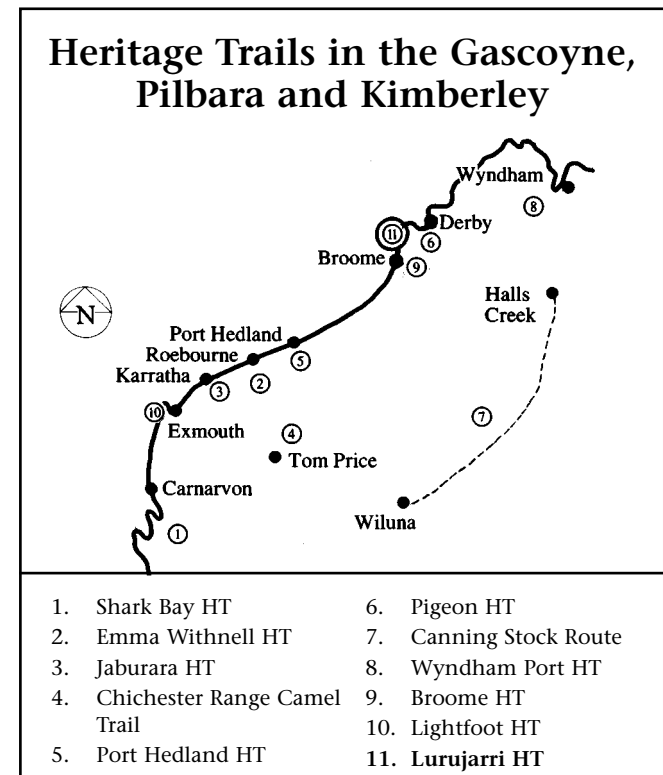 Heritage Trails in the Gascoyne,
Pilbara and Kimberley
Wyndham
8
Derby
11
6
Broome
9
Halls
Creek
N
Port Hedland
Roebourne
5
Karratha
3
2
10
Exmouth
7
4
Tom Price
Carnarvon
Wiluna
1
1. Shark Bay HT
2. Emma Withnell HT
3. Jaburara HT
4. Chichester Range Camel
Trail
5. Port Hedland HT
6. Pigeon HT
7. Canning Stock Route
8. Wyndham Port HT
9. Broome HT
10. Lightfoot HT
11. Lurujarri HT